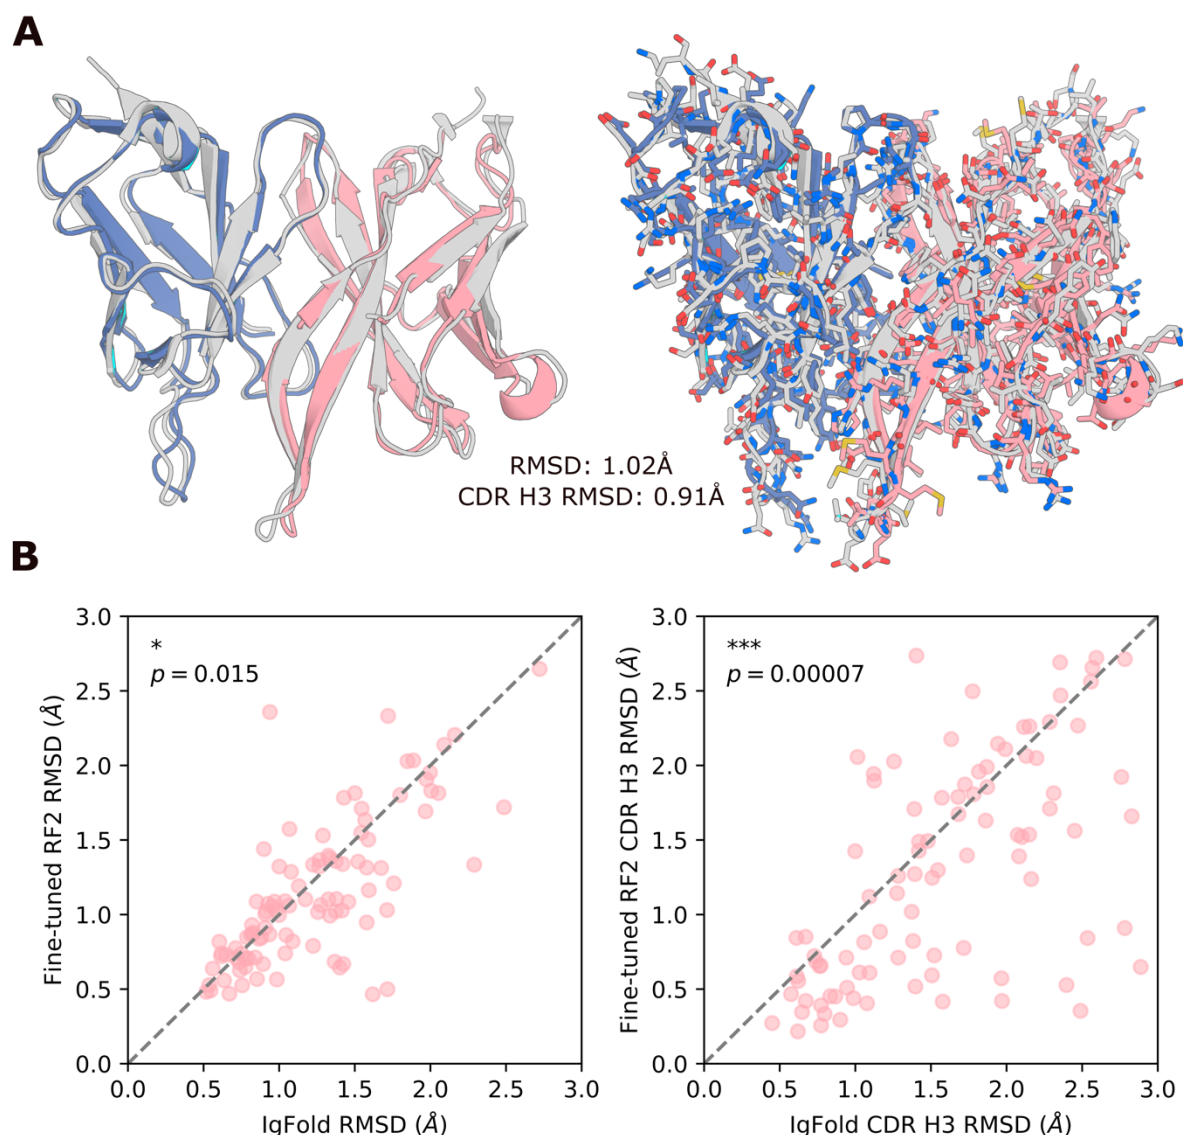 A
RMSD: 1.02Å
CDR H3 RMSD: 0.91Å
B
3.0
2.5
2.0
1.5
1.0
0.5
0.0
Fine-tuned RF2 RMSD (Å)
*
p = 0.015
0.0 0.5 1.0 1.5 2.0 2.5 3.0
IgFold RMSD (Å)
3.0
2.5
2.0
1.5
1.0
0.5
0.0
Fine-tuned RF2 CDR H3 RMSD (Å)
***
p = 0.00007
0.0 0.5 1.0 1.5 2.0 2.5 3.0
IgFold CDR H3 RMSD (Å)